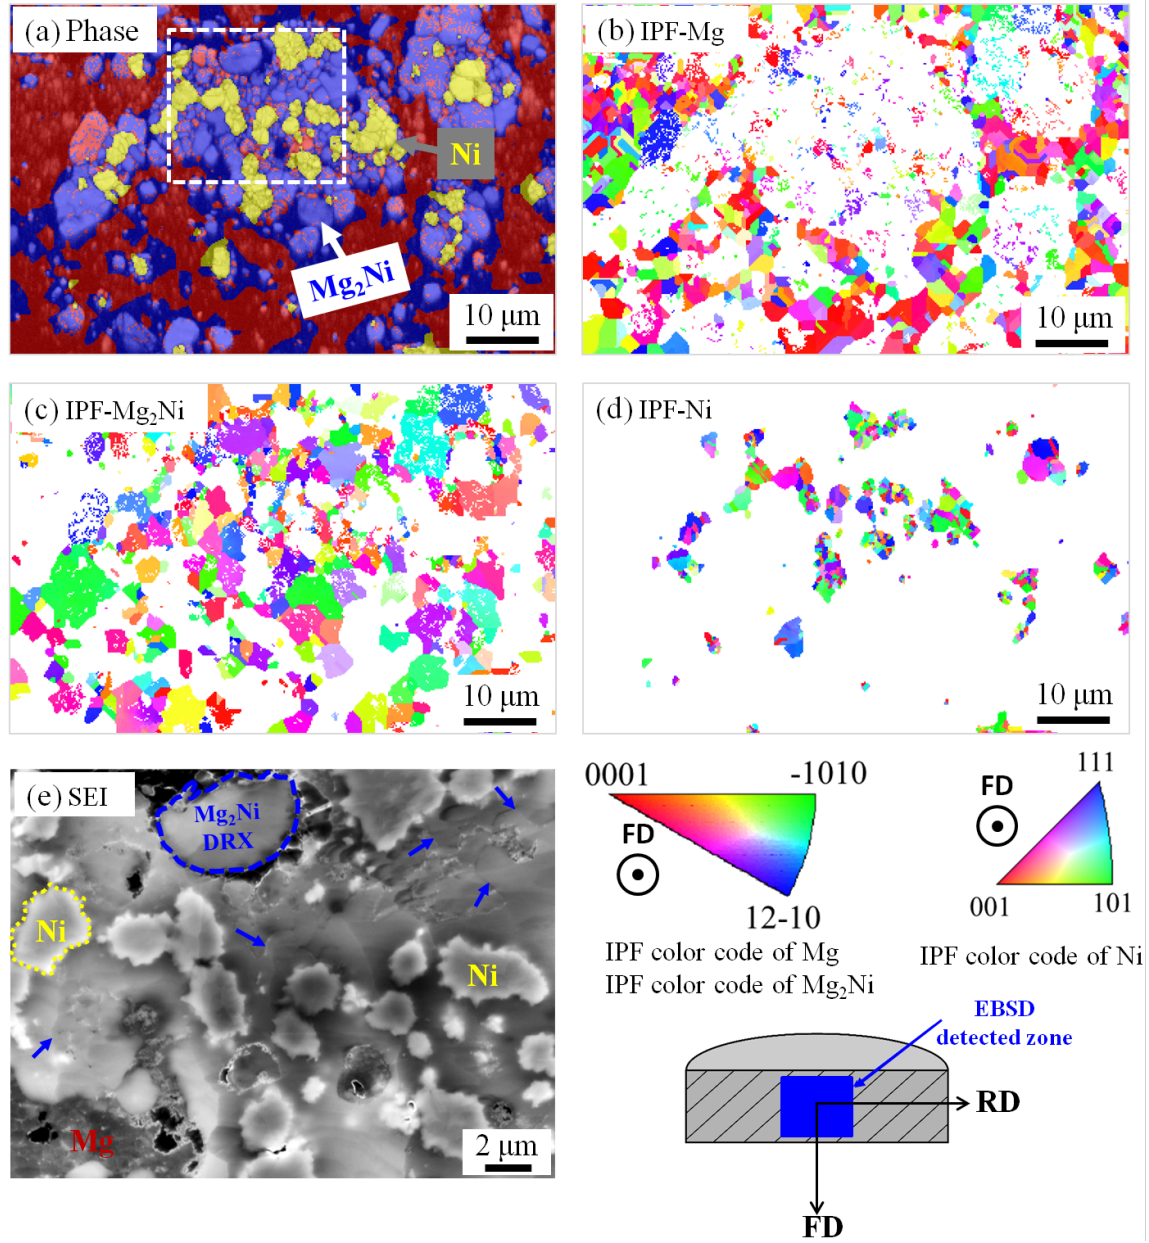 (a) Phase
Ni
Mg₂Ni
10 μm
(b) IPF-Mg
10 μm
(c) IPF-Mg₂Ni
10 μm
(d) IPF-Ni
10 μm
(e) SEI
Mg₂Ni
DRX
Ni
Ni
Mg
2 μm
0001
-1010
FD
12-10
IPF color code of Mg
IPF color code of Mg₂Ni
111
FD
001
101
IPF color code of Ni
EBSD
detected zone
RD
FD